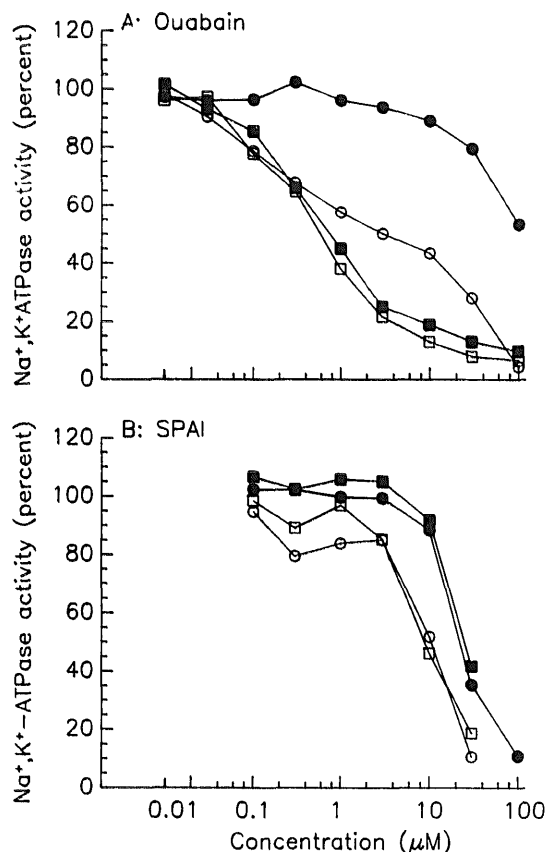 A: Ouabain
Na⁺,K⁺ATPase activity (percent)
120
100
80
60
40
20
0
B: SPAI
Na⁺,K⁺-ATPase activity (percent)
120
100
80
60
40
20
0
0.01 0.1 1 10 100
Concentration (μM)